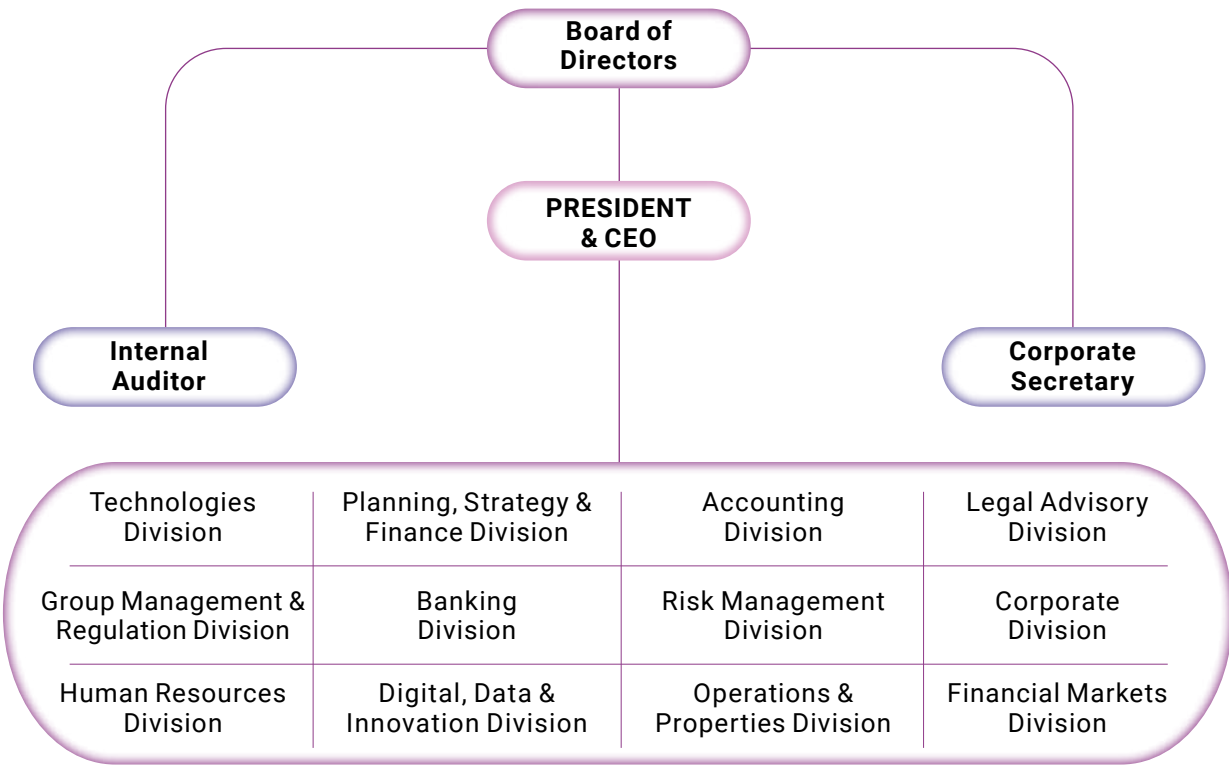 Board of
Directors
PRESIDENT
& CEO
Internal
Auditor
Corporate
Secretary
Technologies
Division
Planning, Strategy &
Finance Division
Accounting
Division
Legal Advisory
Division
Group Management &
Regulation Division
Banking
Division
Risk Management
Division
Corporate
Division
Human Resources
Division
Digital, Data &
Innovation Division
Operations &
Properties Division
Financial Markets
Division